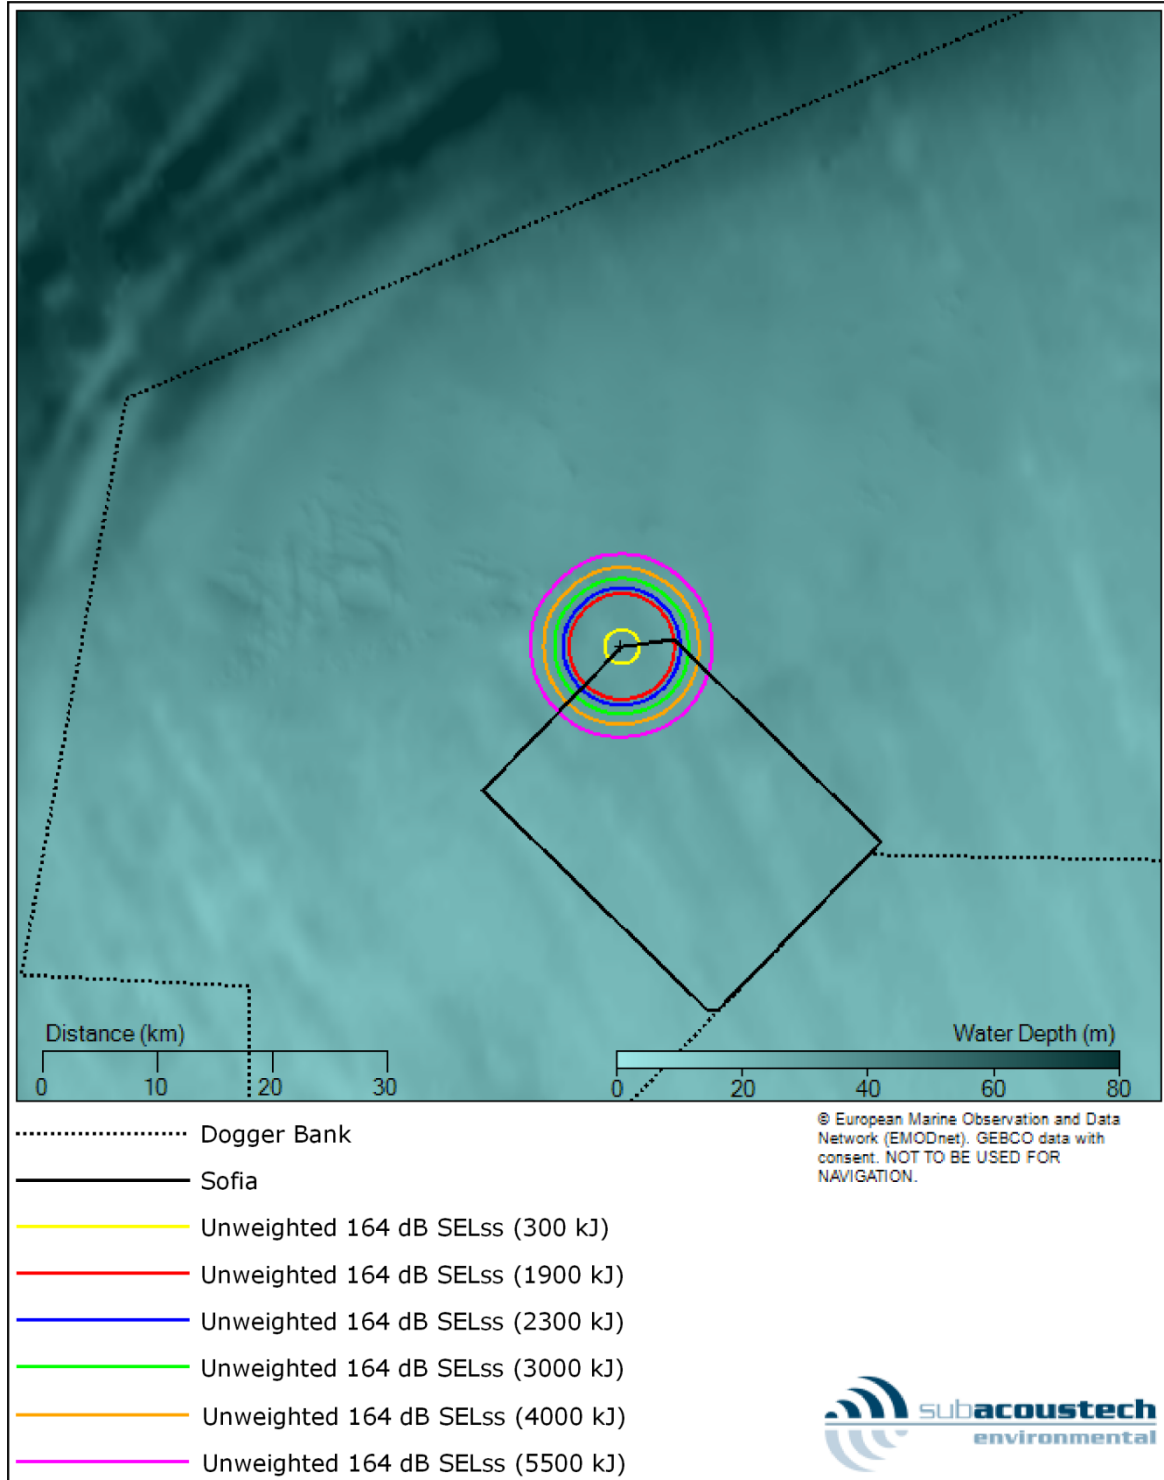 Distance (km)
0 10 20 30
Water Depth (m)
0 20 40 60 80
© European Marine Observation and Data
Network (EMODnet). GEBCO data with
consent. NOT TO BE USED FOR
NAVIGATION.
Dogger Bank
Sofia
Unweighted 164 dB SELss (300 kJ)
Unweighted 164 dB SELss (1900 kJ)
Unweighted 164 dB SELss (2300 kJ)
Unweighted 164 dB SELss (3000 kJ)
Unweighted 164 dB SELss (4000 kJ)
Unweighted 164 dB SELss (5500 kJ)
subacoustech
environmental